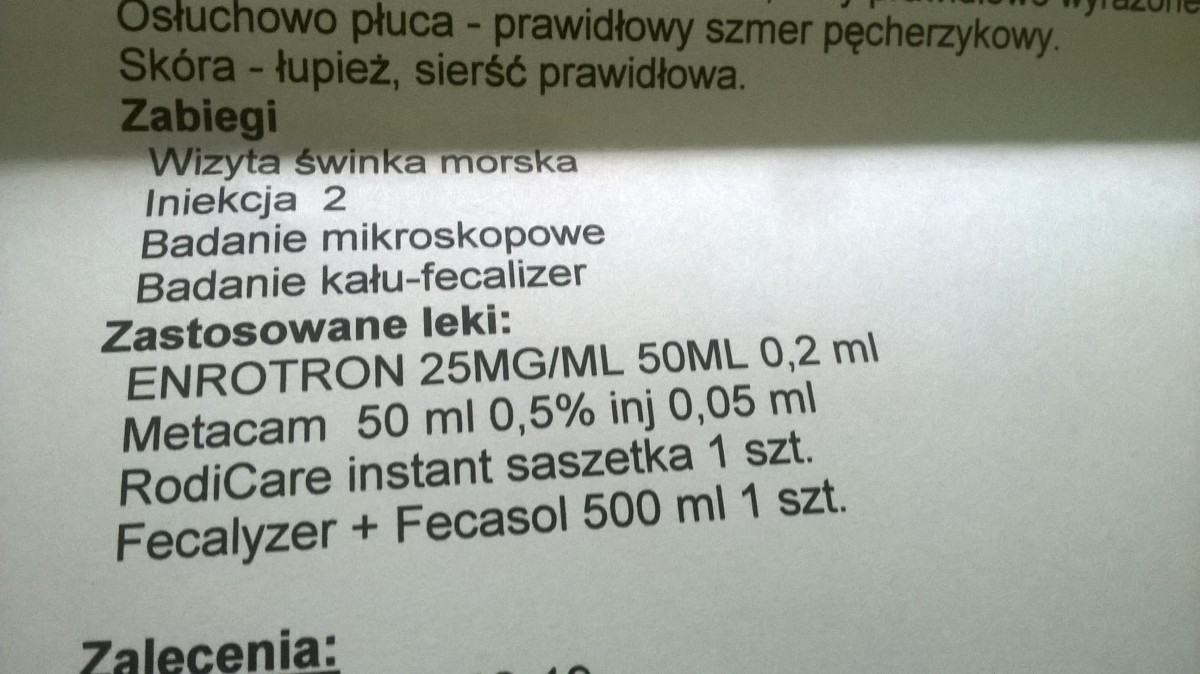 Osłuchowo płuca - prawidłowy szmer pęcherzykowy.
Skóra - łupież, sierść prawidłowa.
Zabiegi
Wizyta świnka morska
Iniekcja 2
Badanie mikroskopowe
Badanie kału-fecalizer
Zastosowane leki:
ENROTRON 25MG/ML 50ML 0,2 ml
Metacam 50 ml 0,5% inj 0,05 ml
RodiCare instant saszetka 1 szt.
Fecalyzer + Fecasol 500 ml 1 szt.
Zalecenia: